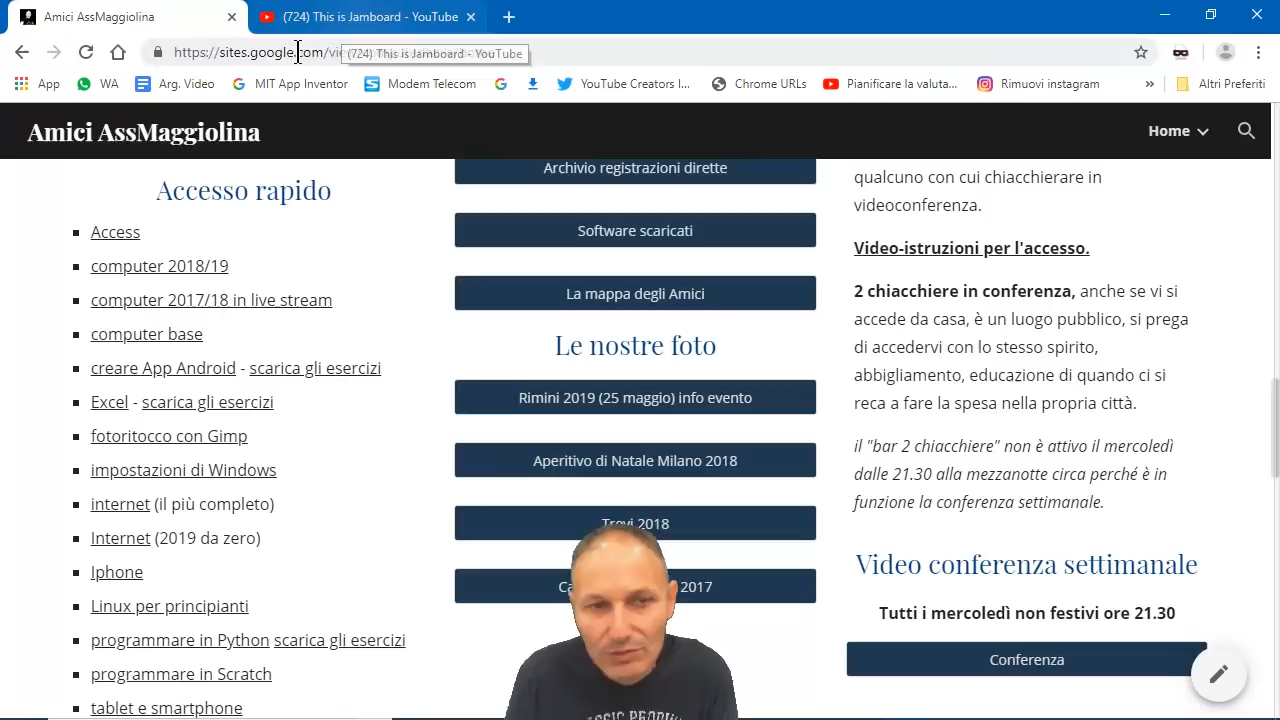 Amici AssMaggiolina
(724) This is Jamboard - YouTube
https://sites.google.com/vie
(724) This is Jamboard - YouTube
App
WA
Arg. Video
MIT App Inventor
Modem Telecom
YouTube Creators I...
Chrome URLs
Pianificare la valuta...
Rimuovi instagram
»
Altri Preferiti
Amici AssMaggiolina
Home
Accesso rapido
Access
computer 2018/19
computer 2017/18 in live stream
computer base
creare App Android - scarica gli esercizi
Excel - scarica gli esercizi
fotoritocco con Gimp
impostazioni di Windows
internet (il più completo)
Internet (2019 da zero)
Iphone
Linux per principianti
programmare in Python scarica gli esercizi
programmare in Scratch
tablet e smartphone
Archivio registrazioni dirette
Software scaricati
La mappa degli Amici
Le nostre foto
Rimini 2019 (25 maggio) info evento
Aperitivo di Natale Milano 2018
2018
2017
qualcuno con cui chiacchierare in
videoconferenza.
Video-istruzioni per l'accesso.
2 chiacchiere in conferenza, anche se vi si
accede da casa, è un luogo pubblico, si prega
di accedervi con lo stesso spirito,
abbigliamento, educazione di quando ci si
reca a fare la spesa nella propria città.
il "bar 2 chiacchiere" non è attivo il mercoledì
dalle 21.30 alla mezzanotte circa perché è in
funzione la conferenza settimanale.
Video conferenza settimanale
Tutti i mercoledì non festivi ore 21.30
Conferenza